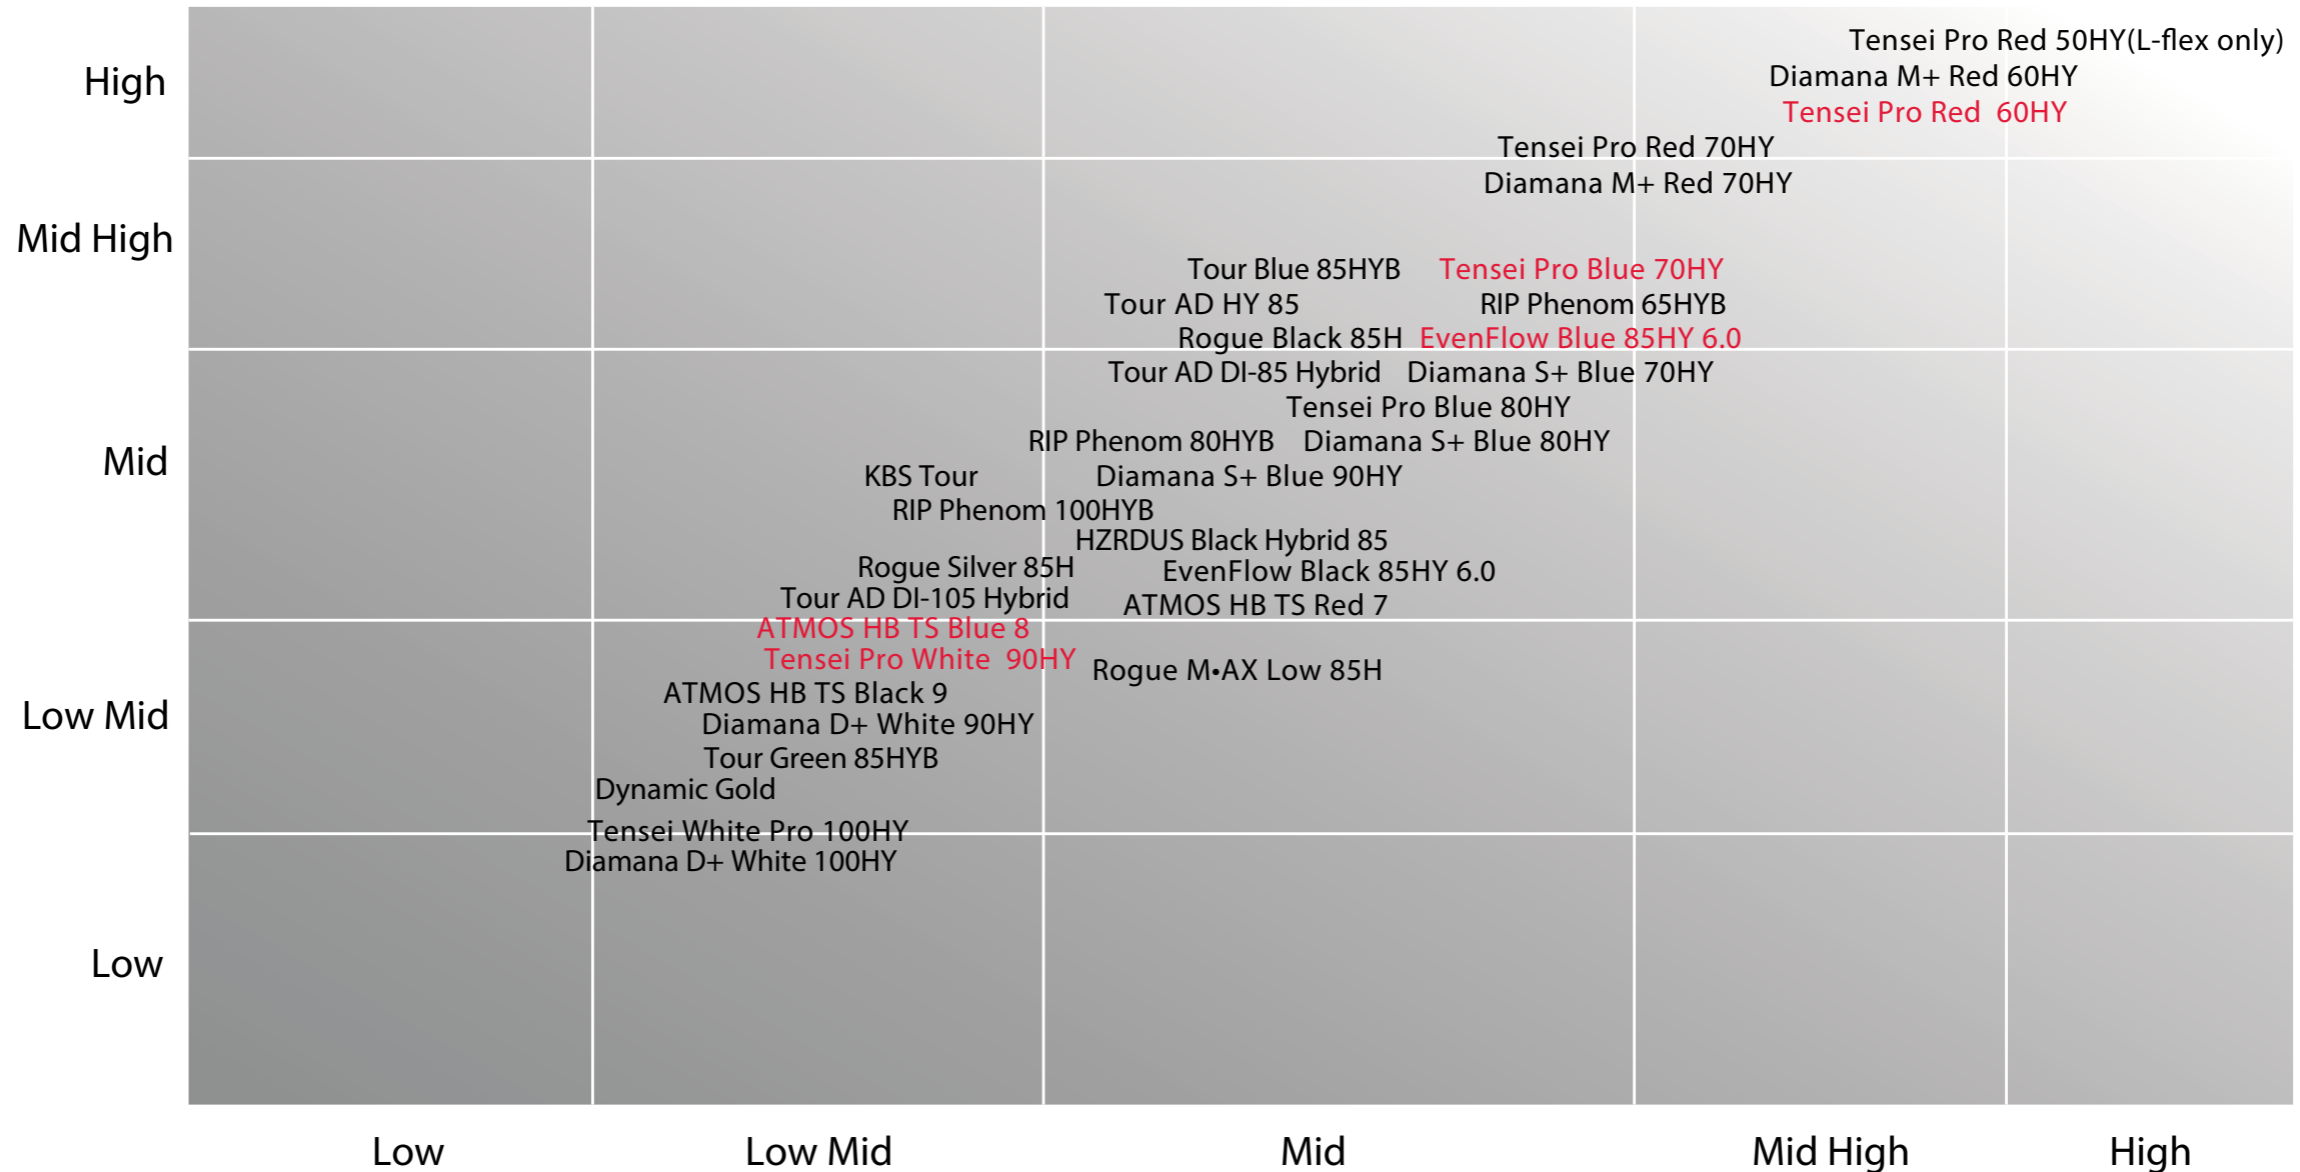 Tensei Pro Red 50HY(L-flex only)
High
Diamana M+ Red 60HY
Tensei Pro Red 60HY
Tensei Pro Red 70HY
Diamana M+ Red 70HY
Mid High
Tour Blue 85HYB
Tensei Pro Blue 70HY
Tour AD HY 85
RIP Phenom 65HYB
Rogue Black 85H
EvenFlow Blue 85HY 6.0
Tour AD DI-85 Hybrid
Diamana S+ Blue 70HY
Tensei Pro Blue 80HY
RIP Phenom 80HYB
Diamana S+ Blue 80HY
Mid
KBS Tour
Diamana S+ Blue 90HY
RIP Phenom 100HYB
HZRDUS Black Hybrid 85
Rogue Silver 85H
EvenFlow Black 85HY 6.0
Tour AD DI-105 Hybrid
ATMOS HB TS Red 7
ATMOS HB TS Blue 8
Tensei Pro White 90HY
Rogue M•AX Low 85H
ATMOS HB TS Black 9
Low Mid
Diamana D+ White 90HY
Tour Green 85HYB
Dynamic Gold
Tensei White Pro 100HY
Diamana D+ White 100HY
Low
Low
Low Mid
Mid
Mid High
High